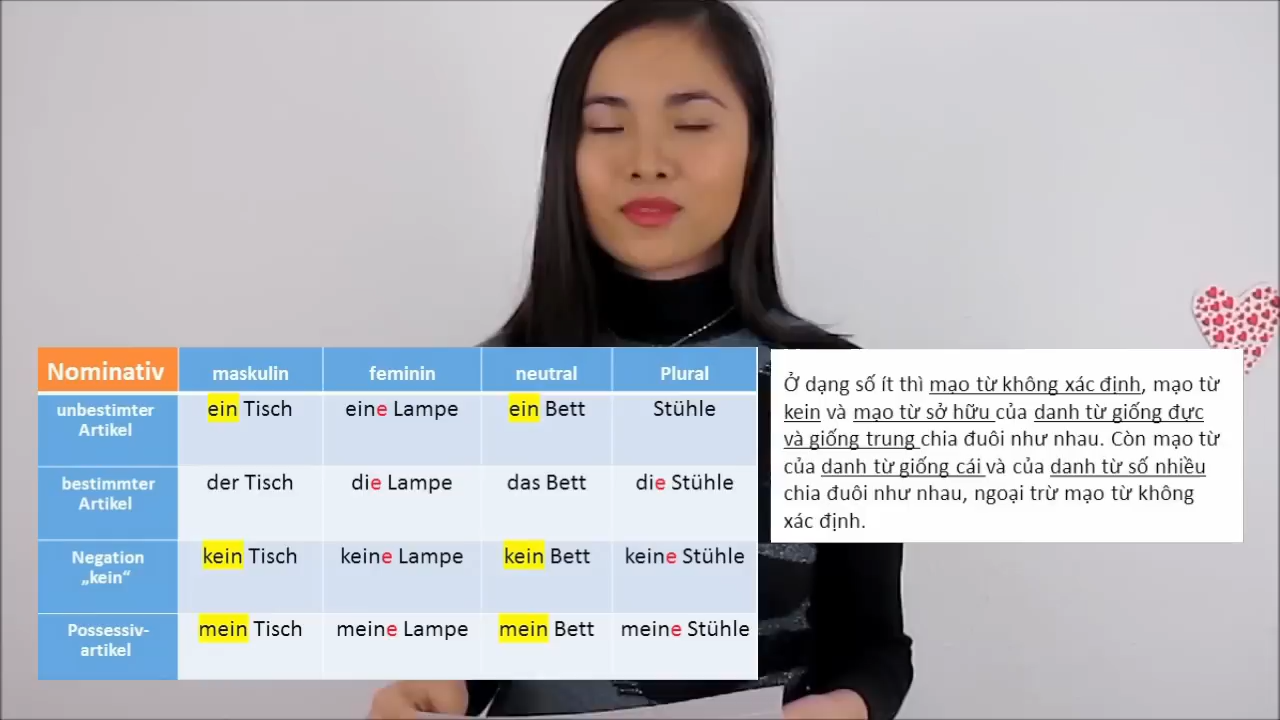 Nominativ maskulin feminin neutral Plural
unbestimter Artikel ein Tisch eine Lampe ein Bett Stühle
bestimmter Artikel der Tisch die Lampe das Bett die Stühle
Negation „kein“ kein Tisch keine Lampe kein Bett keine Stühle
Possessiv-artikel mein Tisch meine Lampe mein Bett meine Stühle
Ở dạng số ít thì mạo từ không xác định, mạo từ
kein và mạo từ sở hữu của danh từ giống đực
và giống trung chia đuôi như nhau. Còn mạo từ
của danh từ giống cái và của danh từ số nhiều
chia đuôi như nhau, ngoại trừ mạo từ không
xác định.